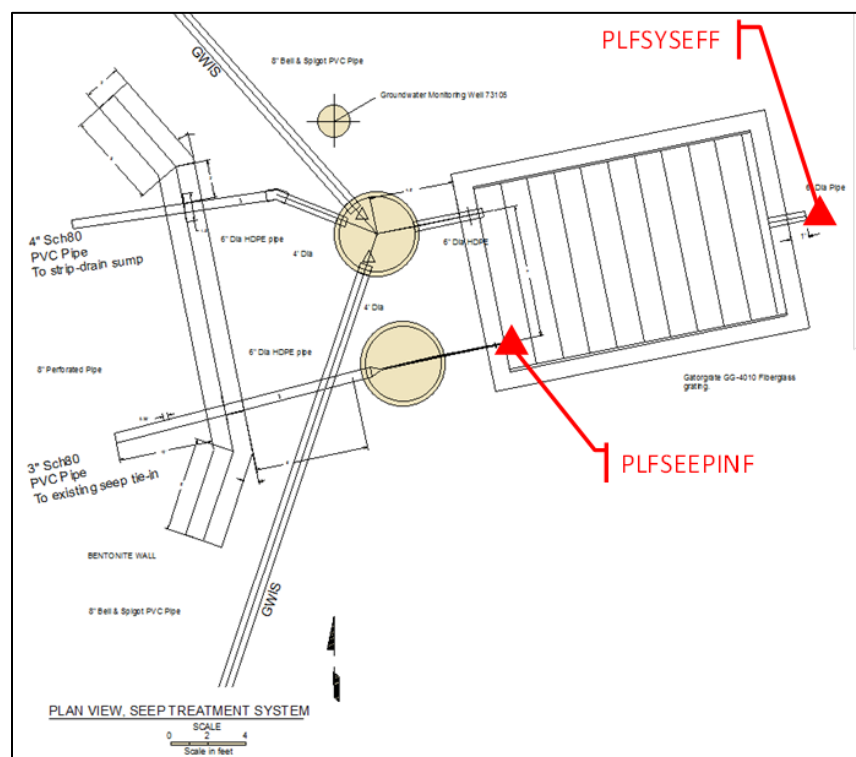 PLFSYSEFF
GWIS
8" Bell & Spigot PVC Pipe
Groundwater Monitoring Well 73105
6" Dia Pipe
4" Sch80
PVC Pipe
To strip-drain sump
6" Dia HDPE pipe
4' Dia
6" Dia HDPE
4' Dia
6" Dia HDPE pipe
8" Perforated Pipe
Gatorgrate GG-4010 Fiberglass
grating.
3" Sch80
PVC Pipe
To existing seep tie-in
PLFSEEPINF
BENTONITE WALL
8" Bell & Spigot PVC Pipe
GWIS
PLAN VIEW, SEEP TREATMENT SYSTEM
SCALE
0 2 4
Scale in feet